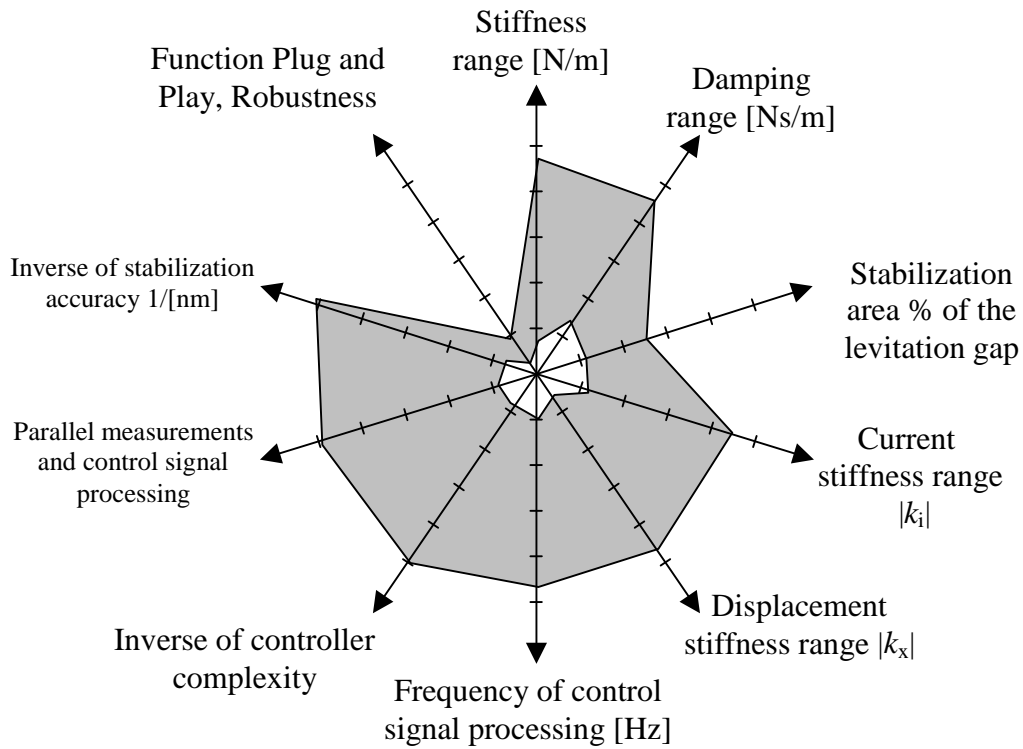 Stiffness
range [N/m]
Damping
range [Ns/m]
Stabilization
area % of the
levitation gap
Current
stiffness range
|ki|
Displacement
stiffness range |kx|
Frequency of control
signal processing [Hz]
Inverse of controller
complexity
Parallel measurements
and control signal
processing
Inverse of stabilization
accuracy 1/[nm]
Function Plug and
Play, Robustness